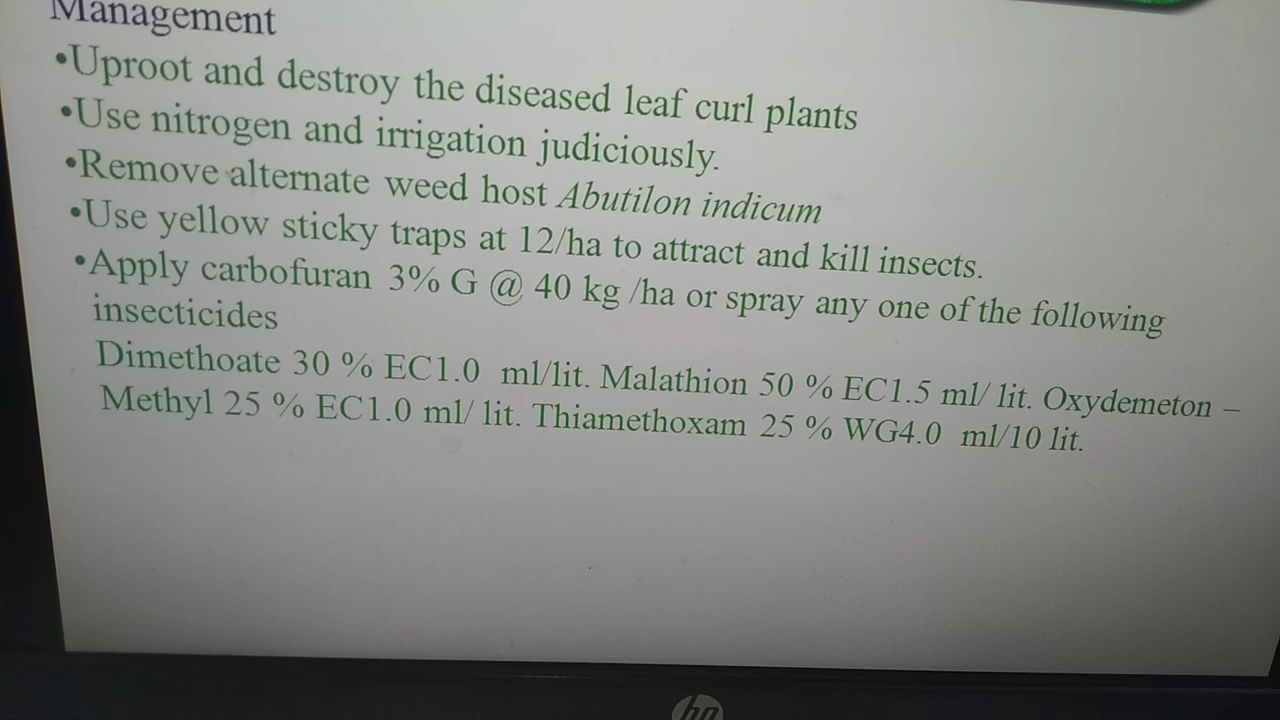 Management
•Uproot and destroy the diseased leaf curl plants
•Use nitrogen and irrigation judiciously.
•Remove alternate weed host Abutilon indicum
•Use yellow sticky traps at 12/ha to attract and kill insects.
•Apply carbofuran 3% G @ 40 kg /ha or spray any one of the following
insecticides
Dimethoate 30 % EC1.0 ml/lit. Malathion 50 % EC1.5 ml/ lit. Oxydemeton –
Methyl 25 % EC1.0 ml/ lit. Thiamethoxam 25 % WG4.0 ml/10 lit.
hp